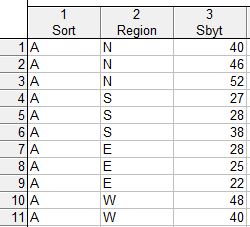 1 2 3
Sort Region Sbyt
1 A N 40
2 A N 46
3 A N 52
4 A S 27
5 A S 28
6 A S 38
7 A E 28
8 A E 25
9 A E 22
10 A W 48
11 A W 40